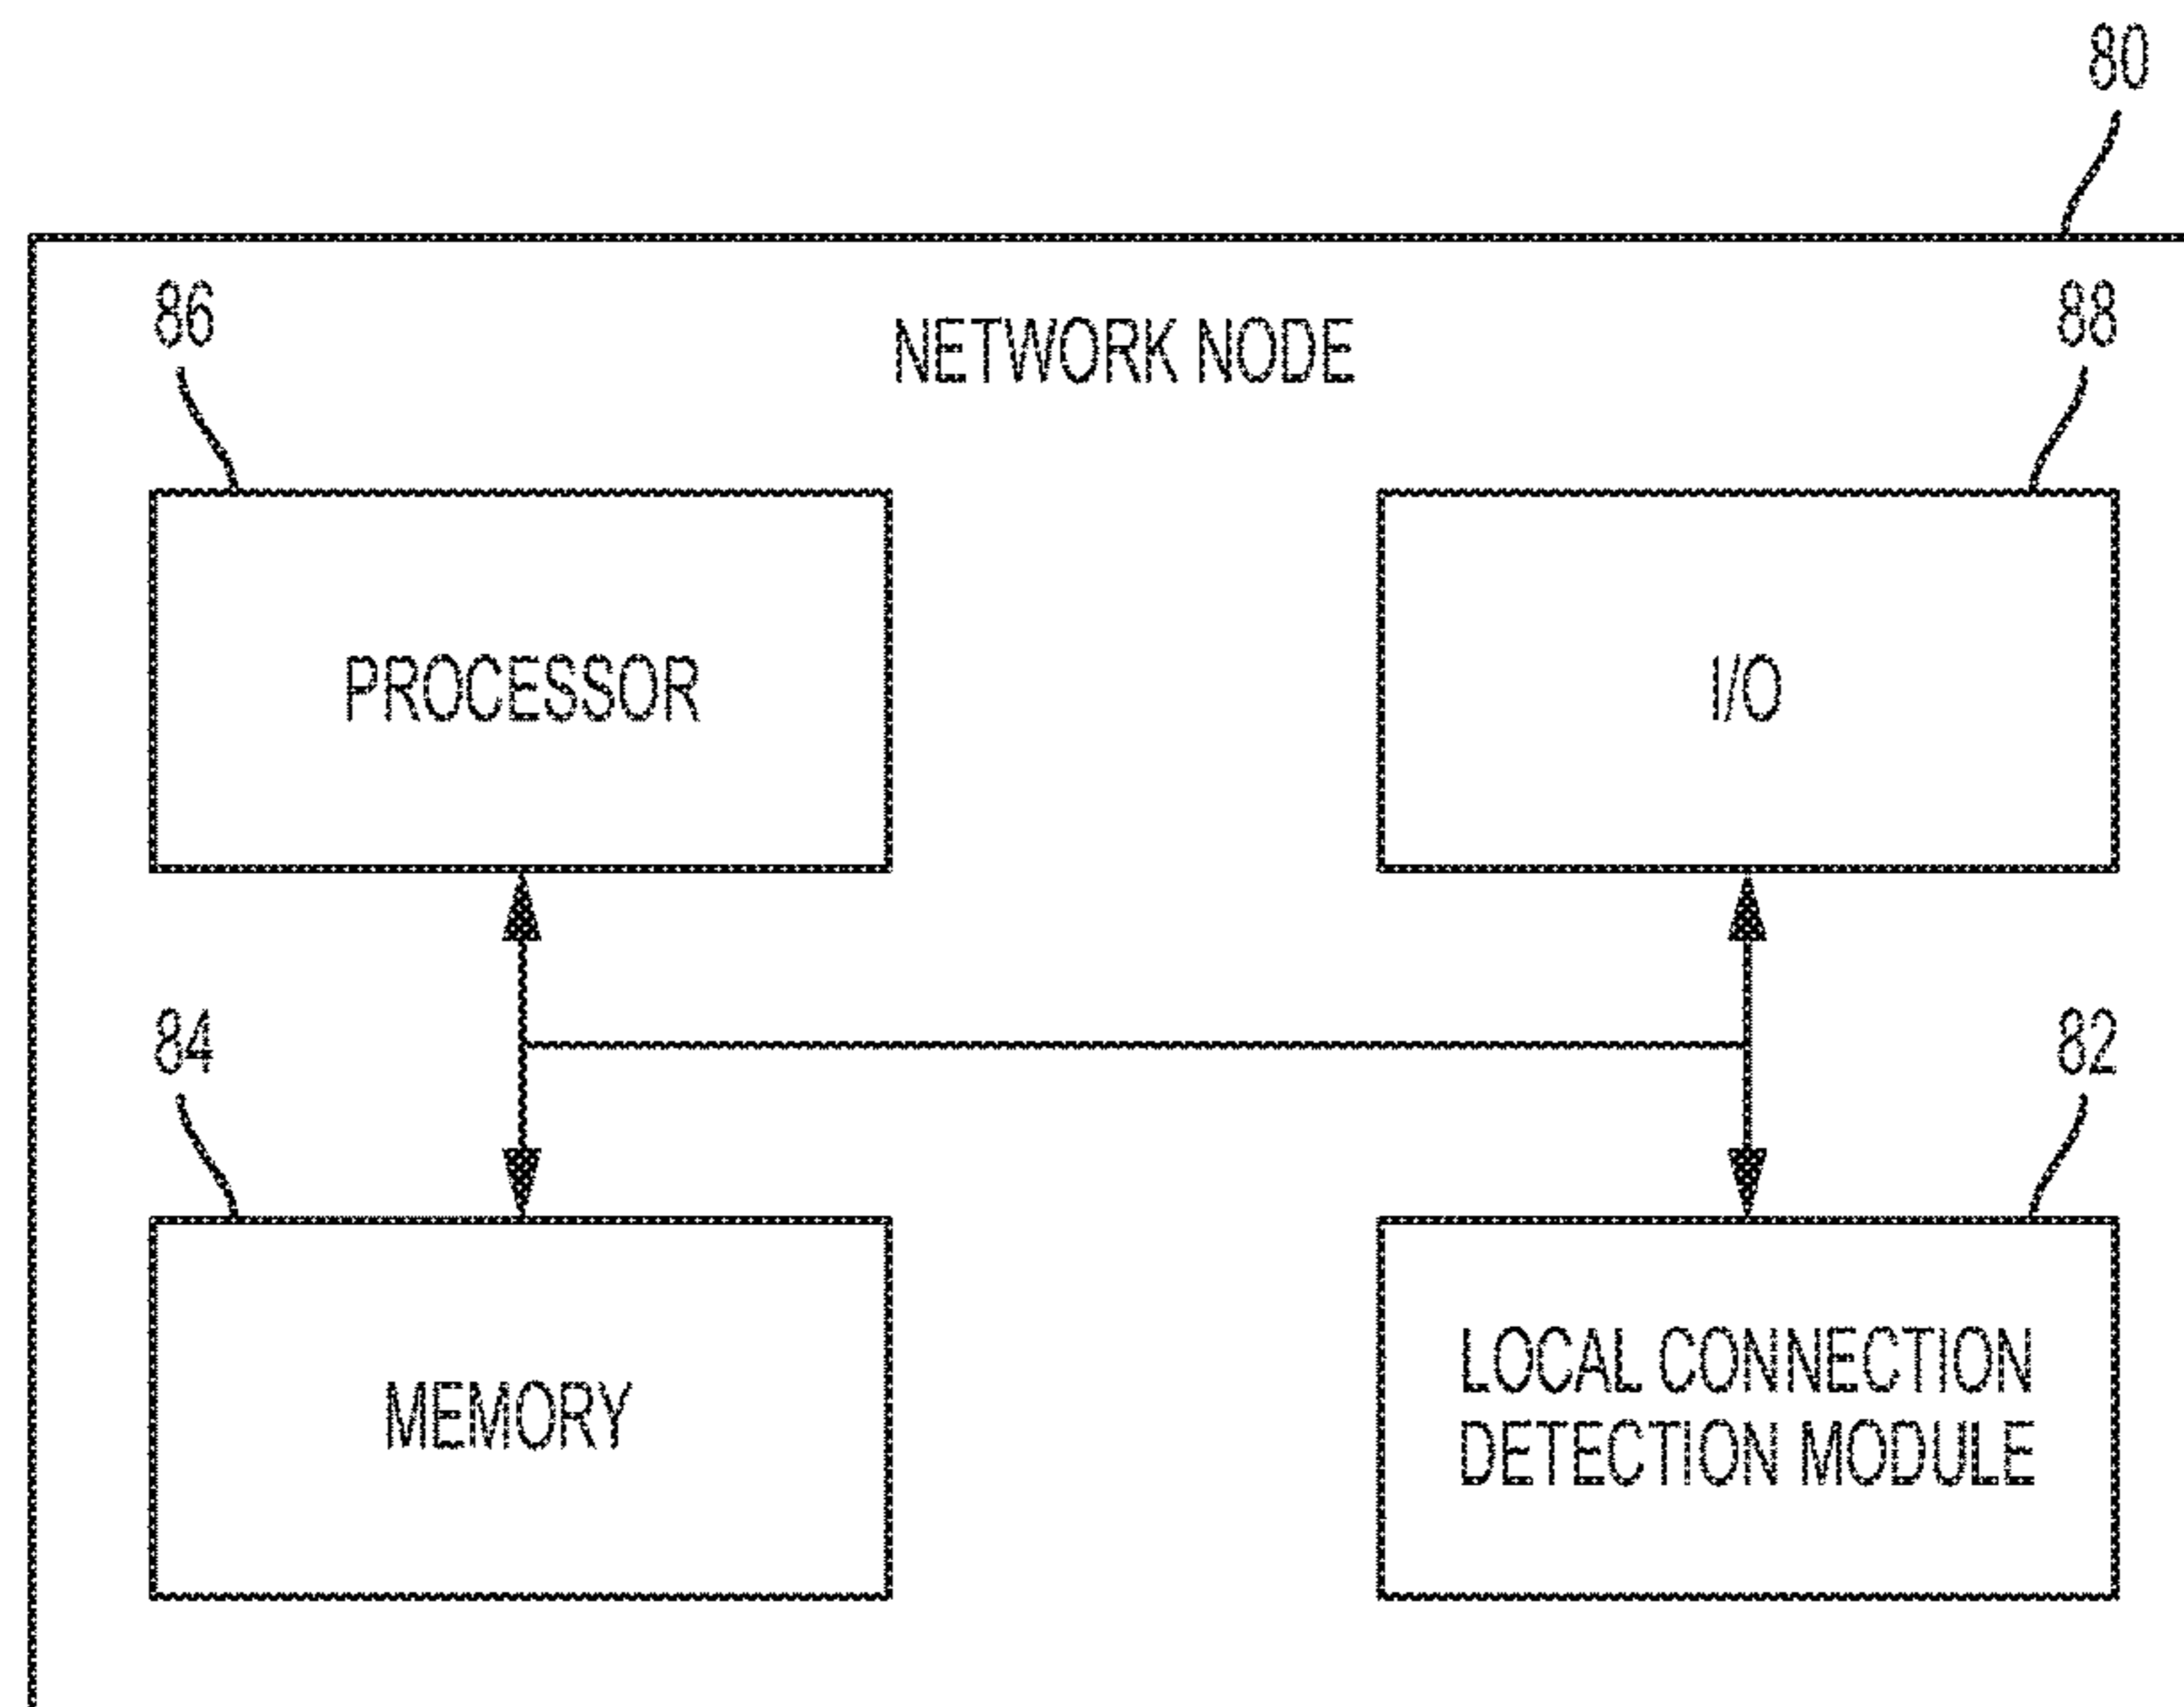 80
NETWORK NODE
86
88
PROCESSOR
I/O
84
82
MEMORY
LOCAL CONNECTION
DETECTION MODULE